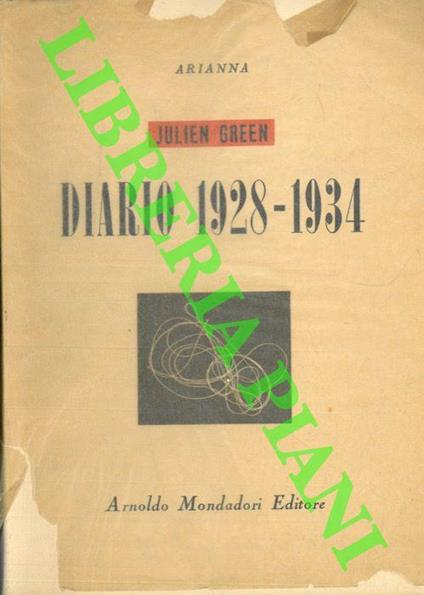 ARIANNA
JULIEN GREEN
DIARIO 1928-1934
Arnoldo Mondadori Editore
LIBRERIA PIANI